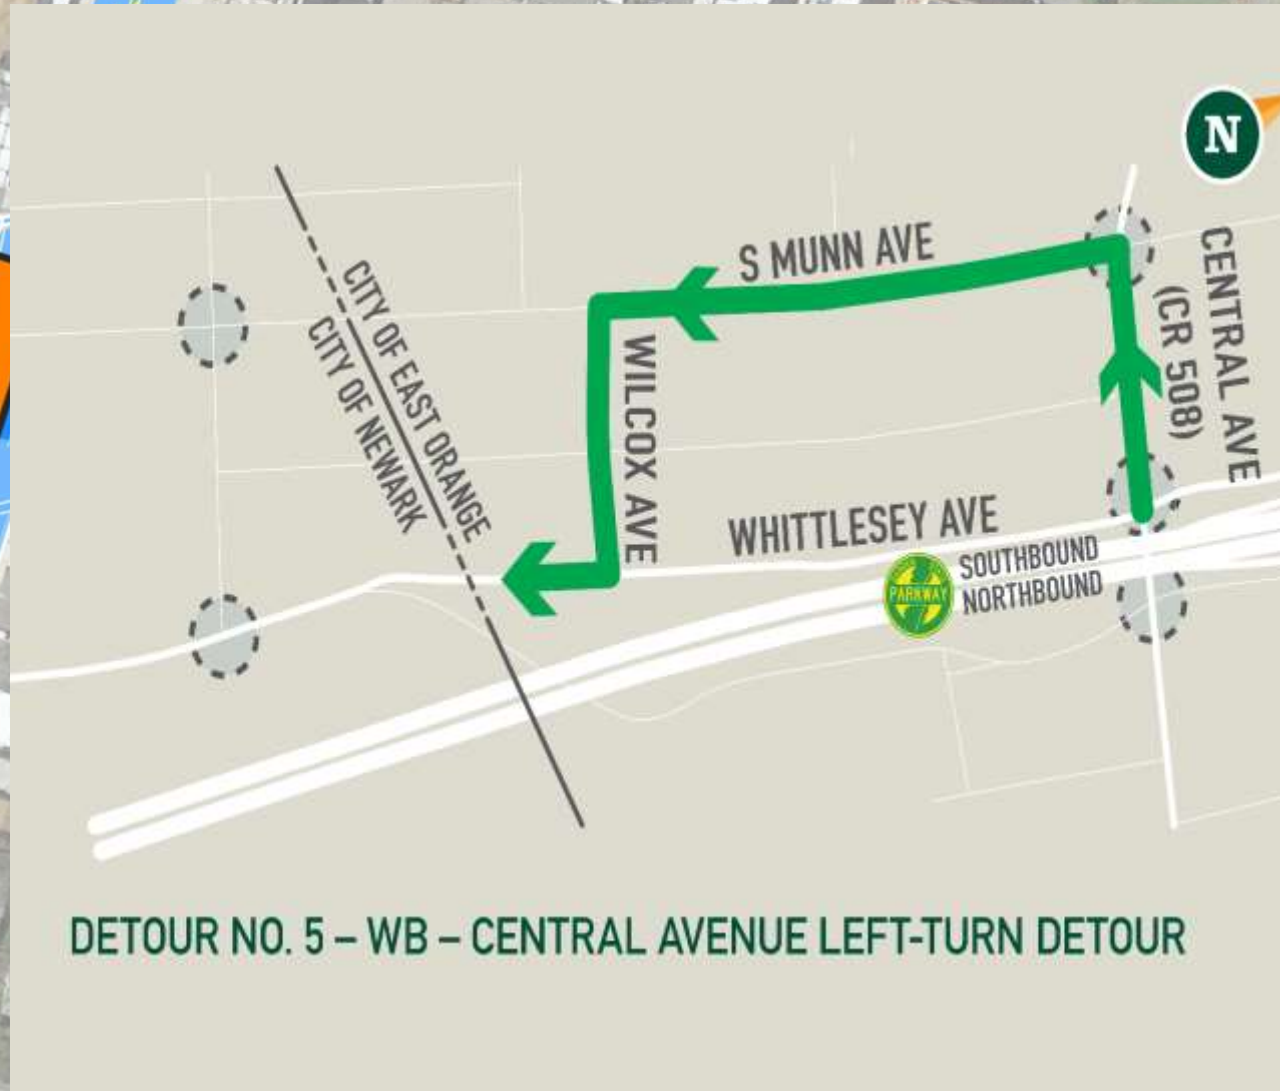 N
S MUNN AVE
CENTRAL AVE
(CR 508)
CITY OF EAST ORANGE
CITY OF NEWARK
WILCOX AVE
WHITTLESEY AVE
PARKWAY
SOUTHBOUND
NORTHBOUND
DETOUR NO. 5 – WB – CENTRAL AVENUE LEFT-TURN DETOUR